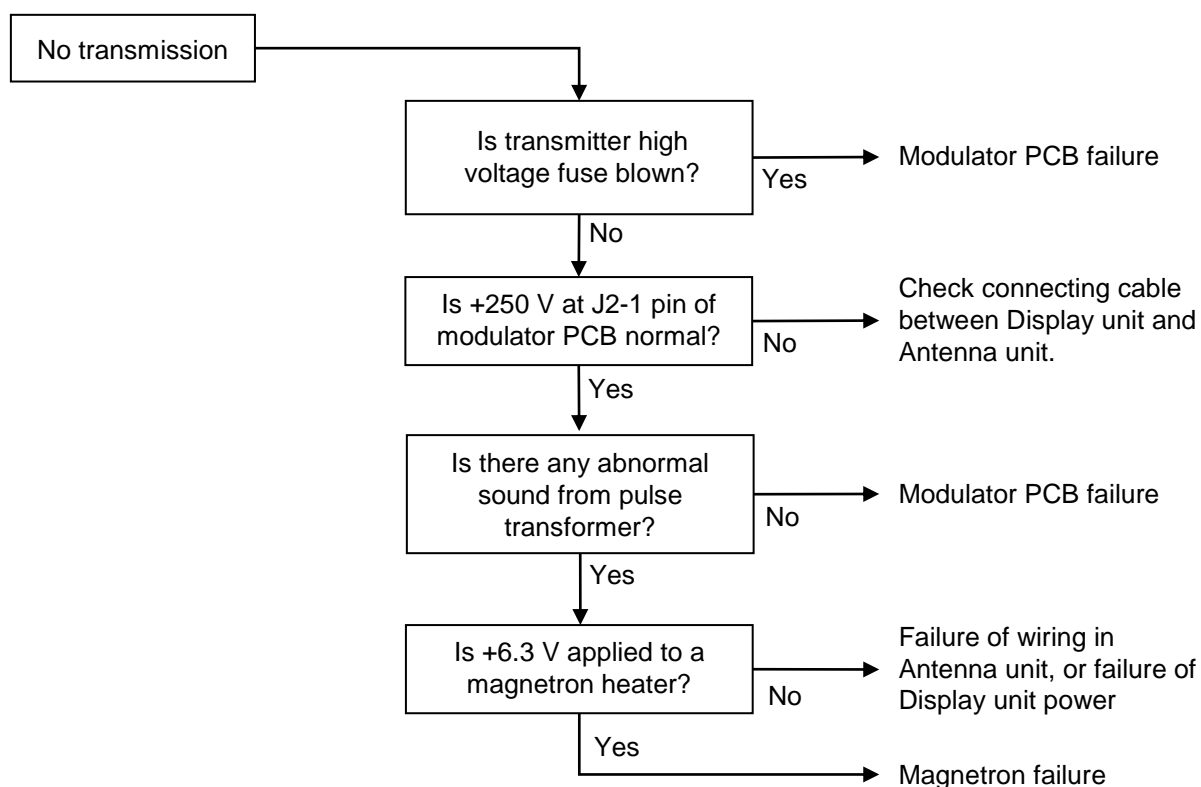 No transmission
Is transmitter high
voltage fuse blown?
Yes
Modulator PCB failure
No
Is +250 V at J2-1 pin of
modulator PCB normal?
No
Check connecting cable
between Display unit and
Antenna unit.
Yes
Is there any abnormal
sound from pulse
transformer?
No
Modulator PCB failure
Yes
Is +6.3 V applied to a
magnetron heater?
No
Failure of wiring in
Antenna unit, or failure of
Display unit power
Yes
Magnetron failure